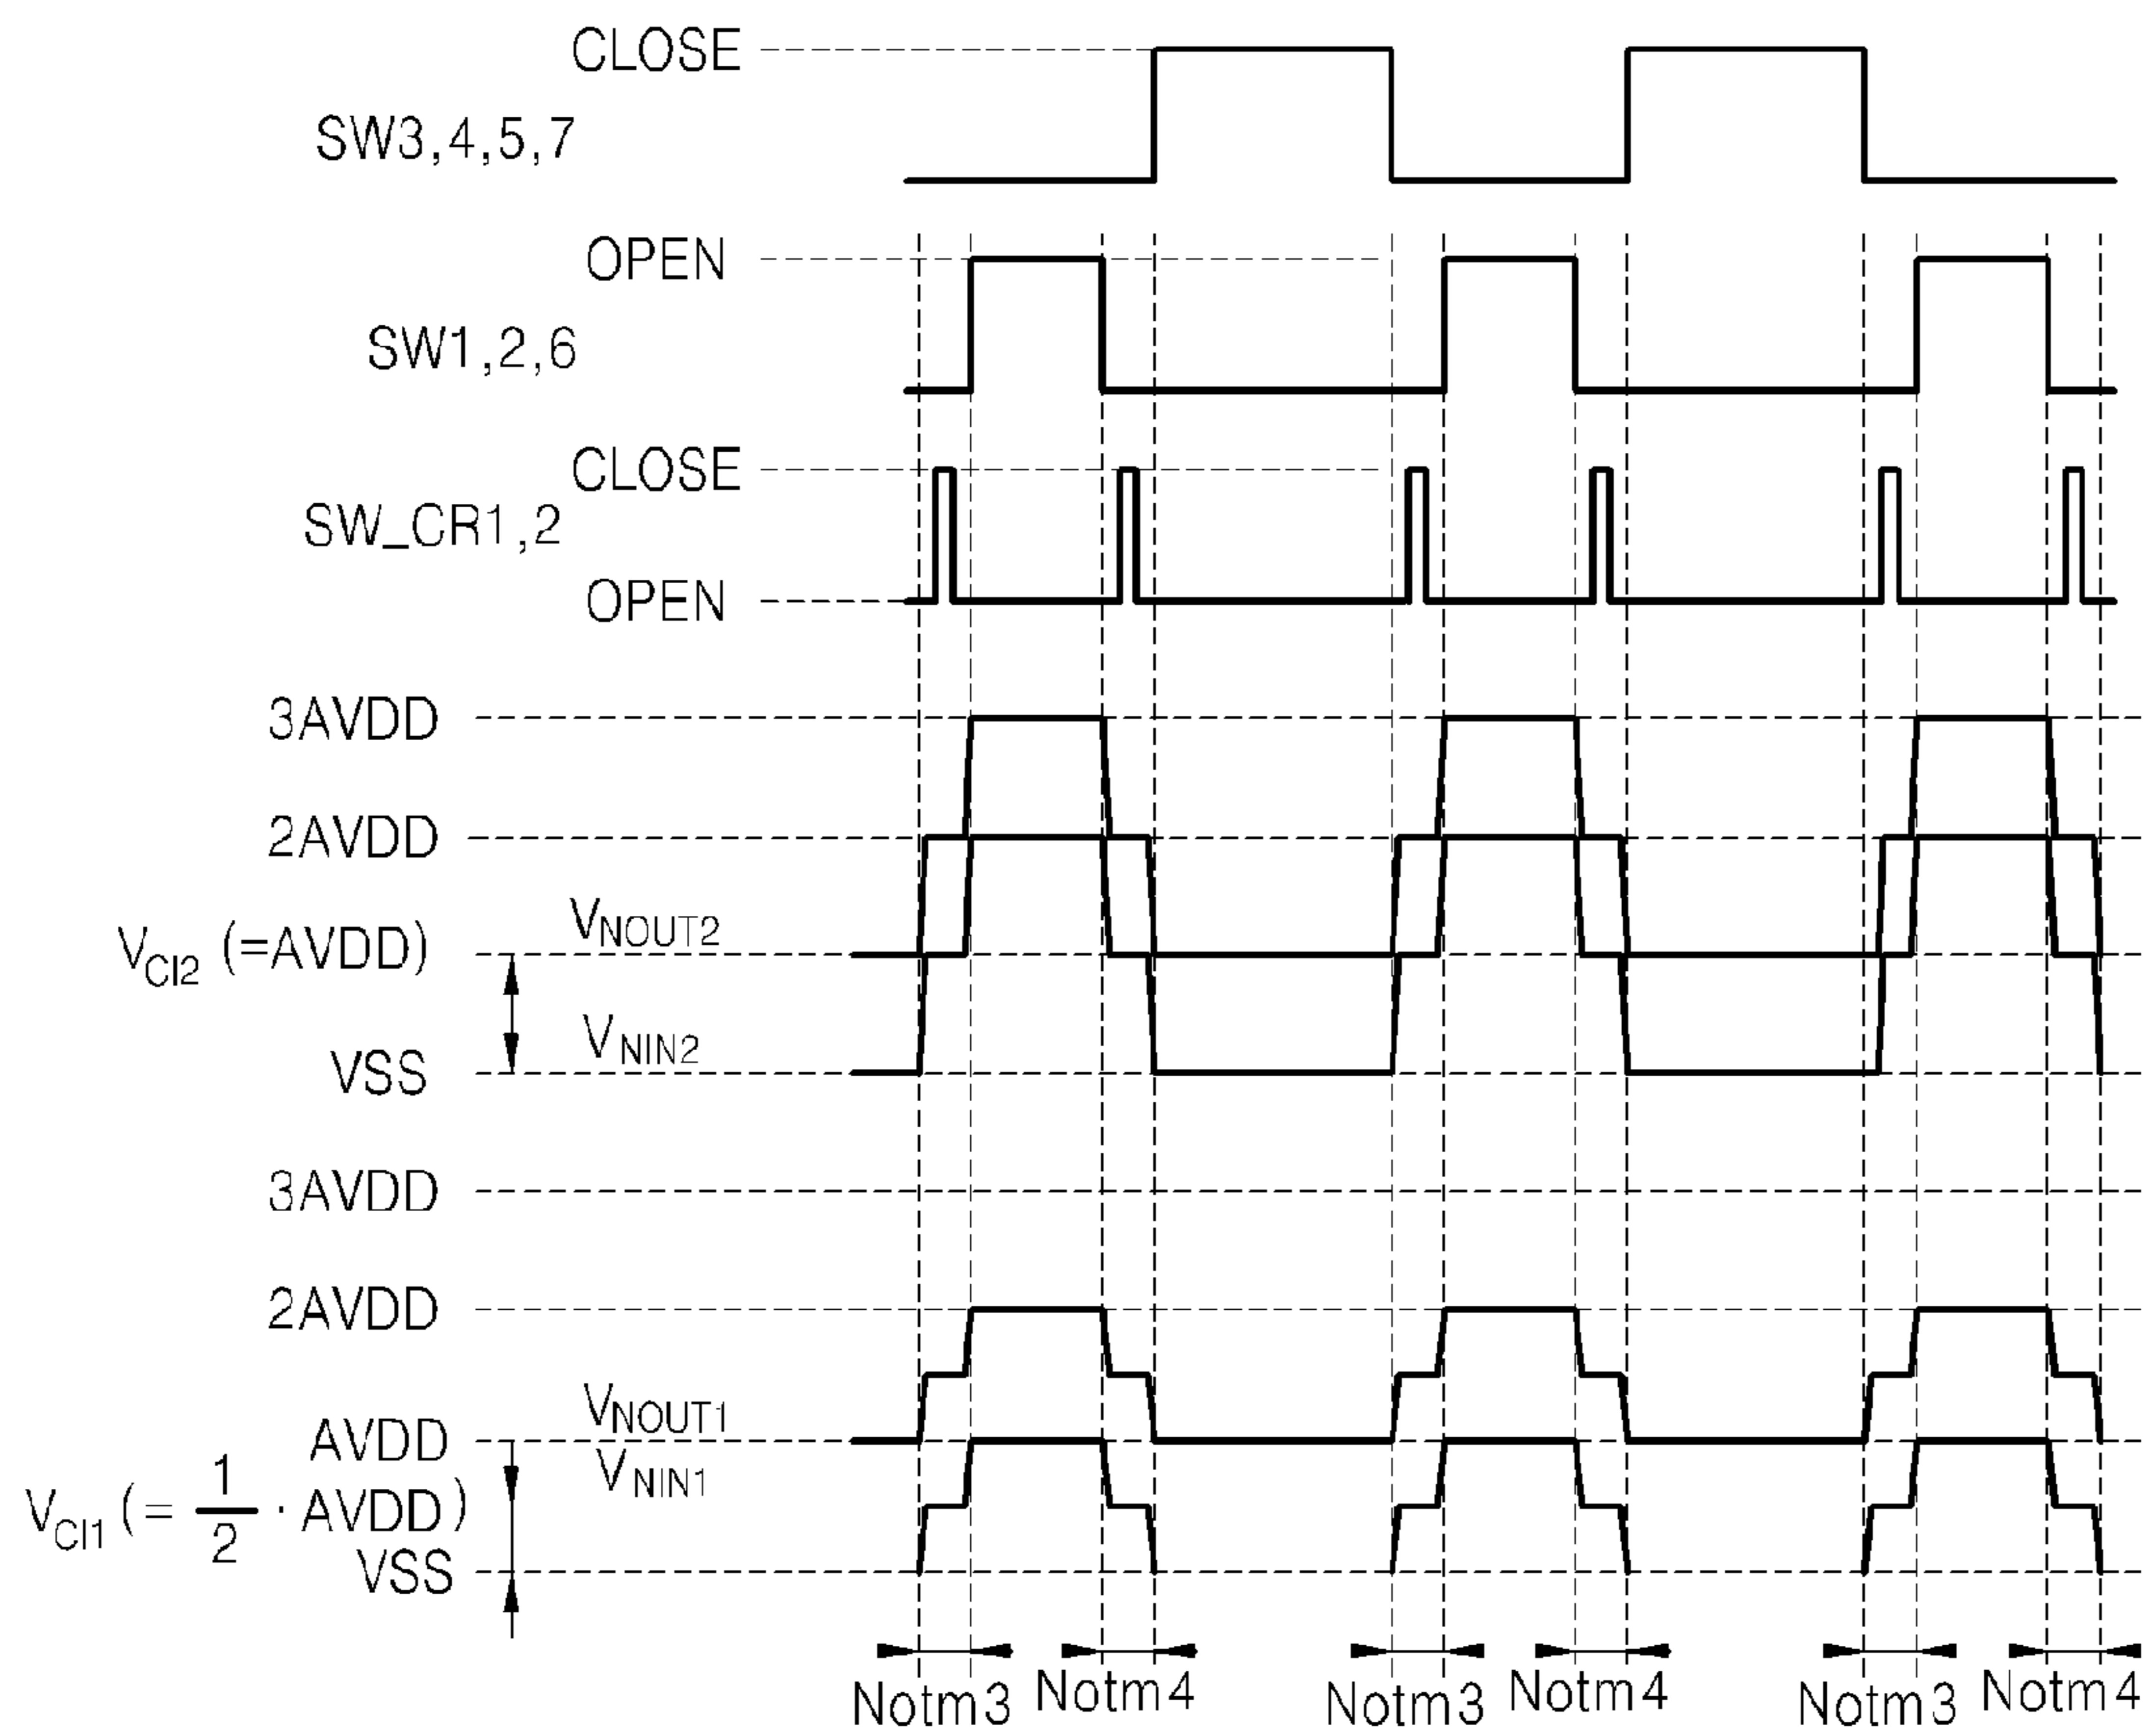 CLOSE
SW3,4,5,7
OPEN
SW1,2,6
CLOSE
SW_CR1,2
OPEN
3AVDD
2AVDD
VNOUT2
VCI2 (=AVDD)
VNIN2
VSS
3AVDD
2AVDD
VNOUT1
AVDD
VNIN1
VCI1 (= 1/2 · AVDD)
VSS
Notm3 Notm4 Notm3 Notm4 Notm3 Notm4